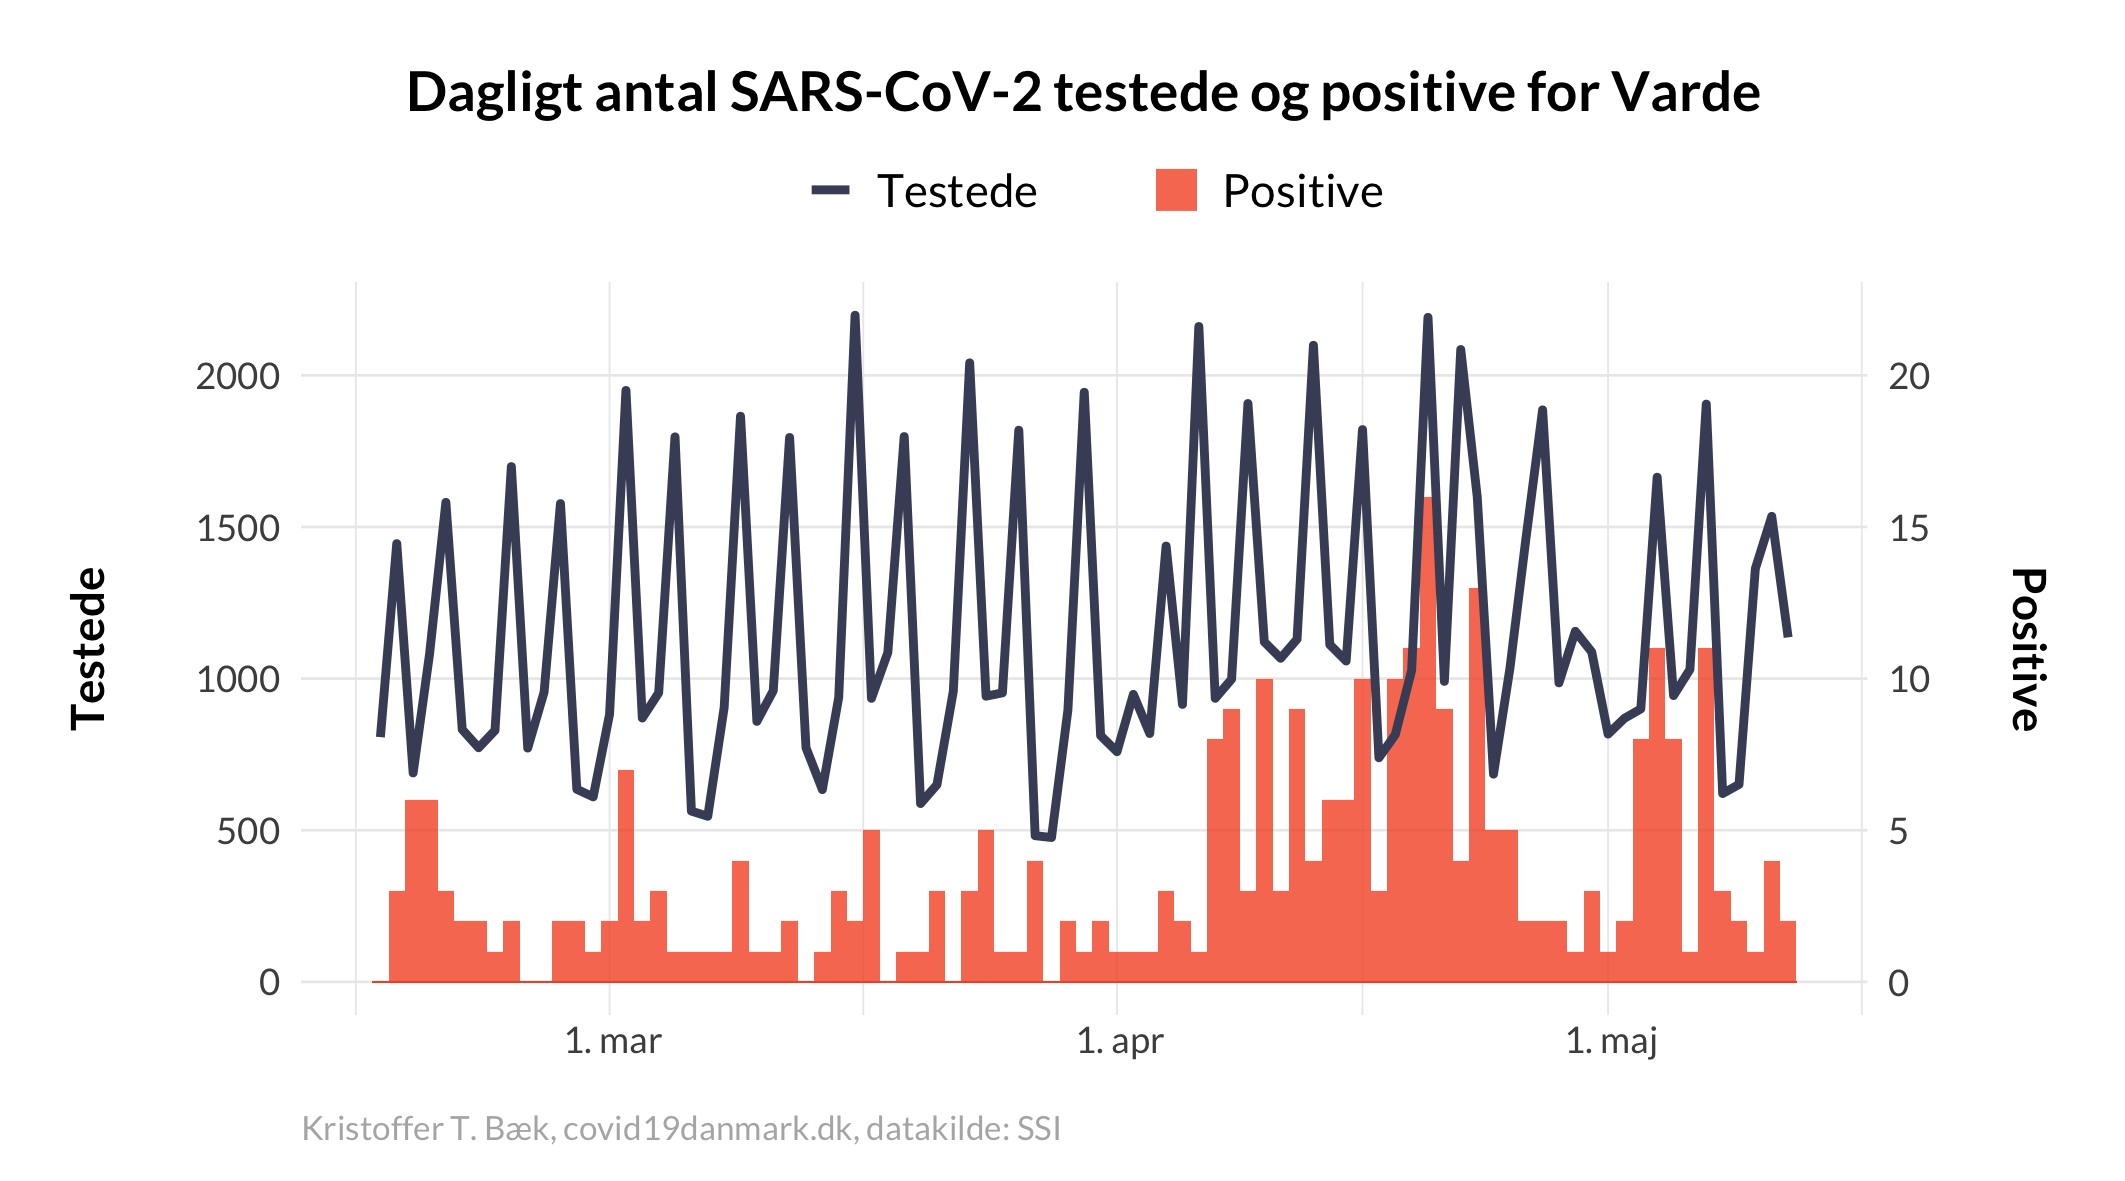 Dagligt antal SARS-CoV-2 testede og positive for Varde
Testede
Positive
2000
1500
1000
500
0
Testede
20
15
10
5
0
Positive
1. mar
1. apr
1. maj
Kristoffer T. Bæk, covid19danmark.dk, datakilde: SSI